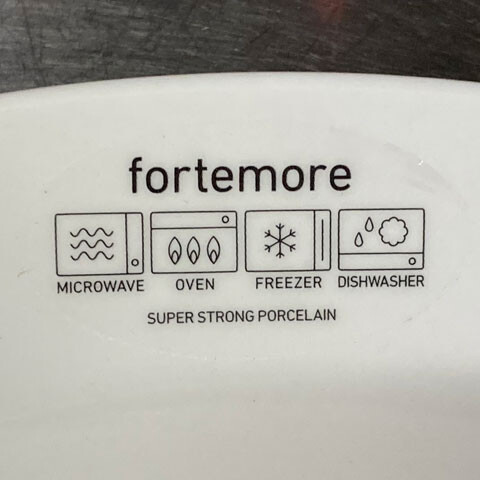 fortemore
MICROWAVE OVEN FREEZER DISHWASHER
SUPER STRONG PORCELAIN